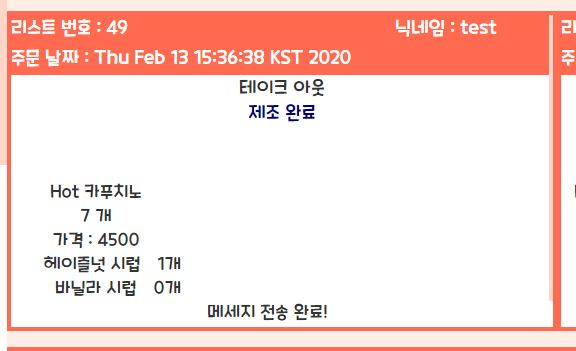 리스트 번호 : 49 닉네임 : test
주문 날짜 : Thu Feb 13 15:36:38 KST 2020
테이크 아웃
제조 완료
Hot 카푸치노
7 개
가격 : 4500
헤이즐넛 시럽 1개
바닐라 시럽 0개
메세지 전송 완료!